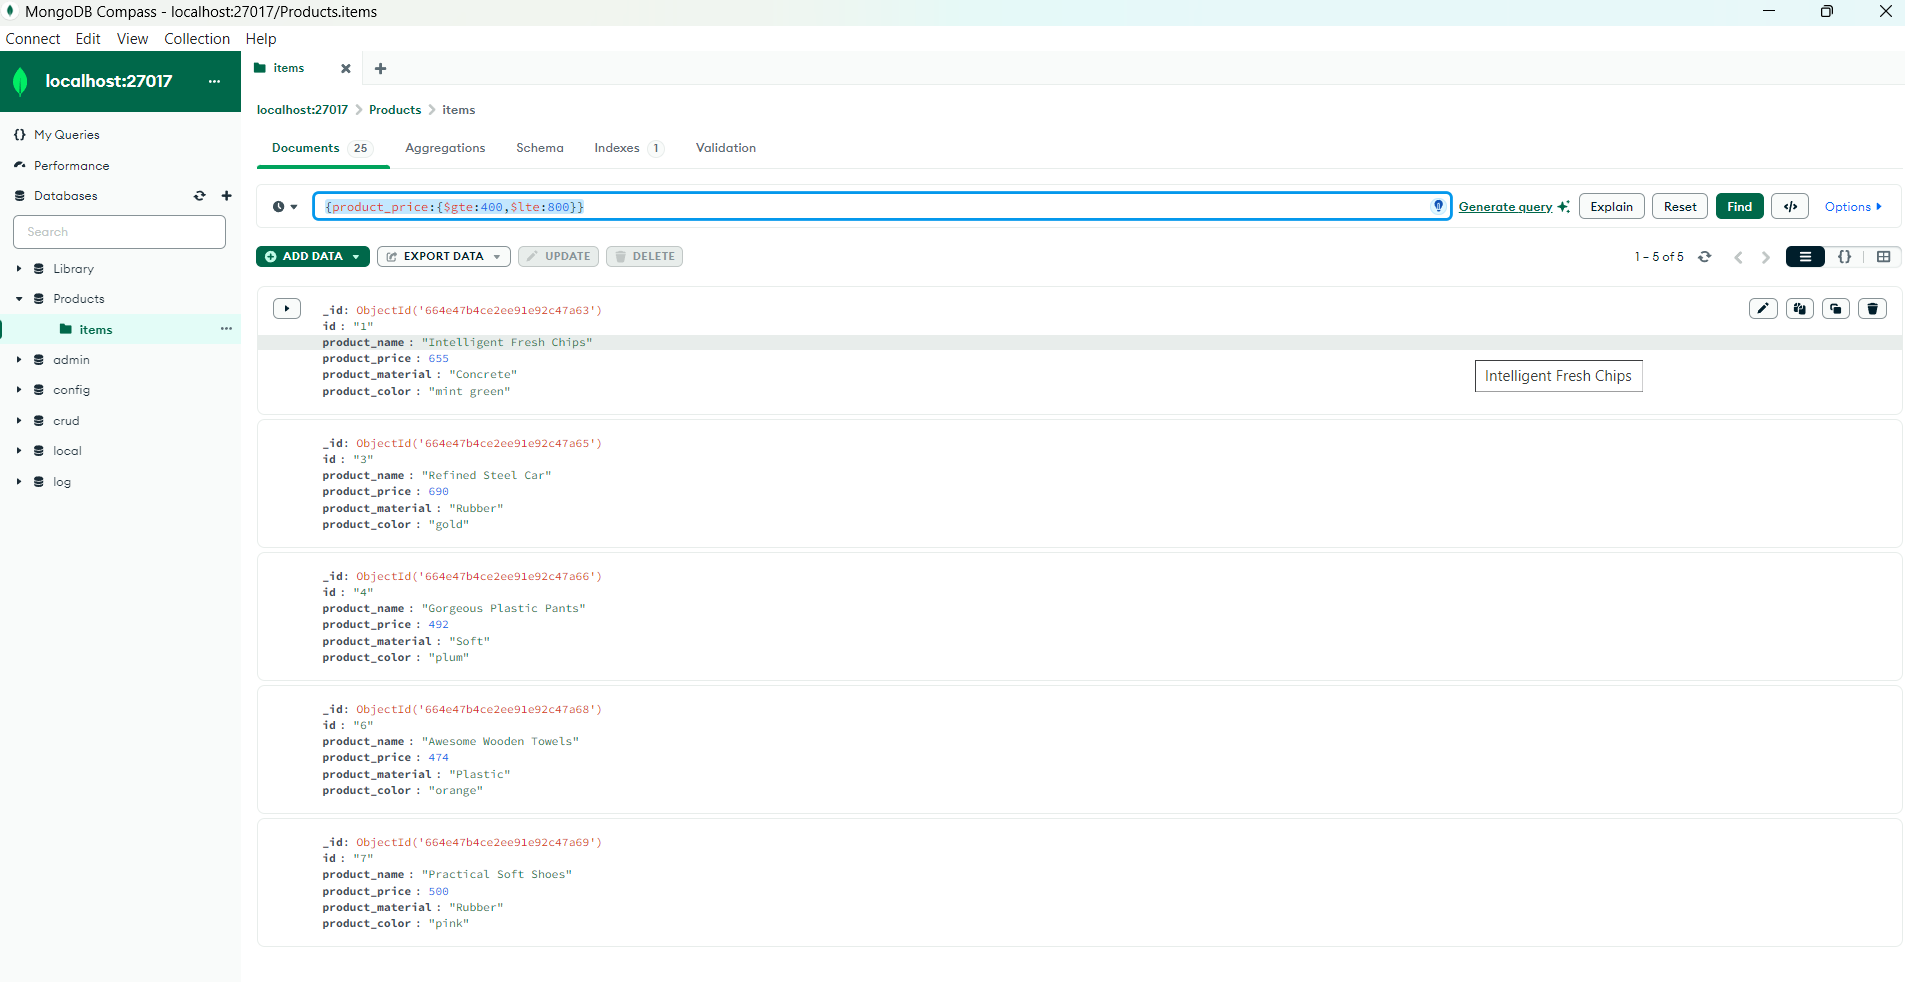 MongoDB Compass - localhost:27017/Products.items
Connect Edit View Collection Help
localhost:27017 ...
items
localhost:27017 > Products > items
My Queries
Performance
Databases
Search
Library
Products
items ...
admin
config
crud
local
log
Documents 25 Aggregations Schema Indexes 1 Validation
{product_price:{$gte:400,$lte:800}} Generate query Explain Reset Find </> Options
ADD DATA EXPORT DATA UPDATE DELETE 1 – 5 of 5 {}
_id: ObjectId('664e47b4ce2ee91e92c47a63')
id : "1"
product_name : "Intelligent Fresh Chips"
product_price : 655
product_material : "Concrete"
product_color : "mint green"
Intelligent Fresh Chips
_id: ObjectId('664e47b4ce2ee91e92c47a65')
id : "3"
product_name : "Refined Steel Car"
product_price : 690
product_material : "Rubber"
product_color : "gold"
_id: ObjectId('664e47b4ce2ee91e92c47a66')
id : "4"
product_name : "Gorgeous Plastic Pants"
product_price : 492
product_material : "Soft"
product_color : "plum"
_id: ObjectId('664e47b4ce2ee91e92c47a68')
id : "6"
product_name : "Awesome Wooden Towels"
product_price : 474
product_material : "Plastic"
product_color : "orange"
_id: ObjectId('664e47b4ce2ee91e92c47a69')
id : "7"
product_name : "Practical Soft Shoes"
product_price : 500
product_material : "Rubber"
product_color : "pink"